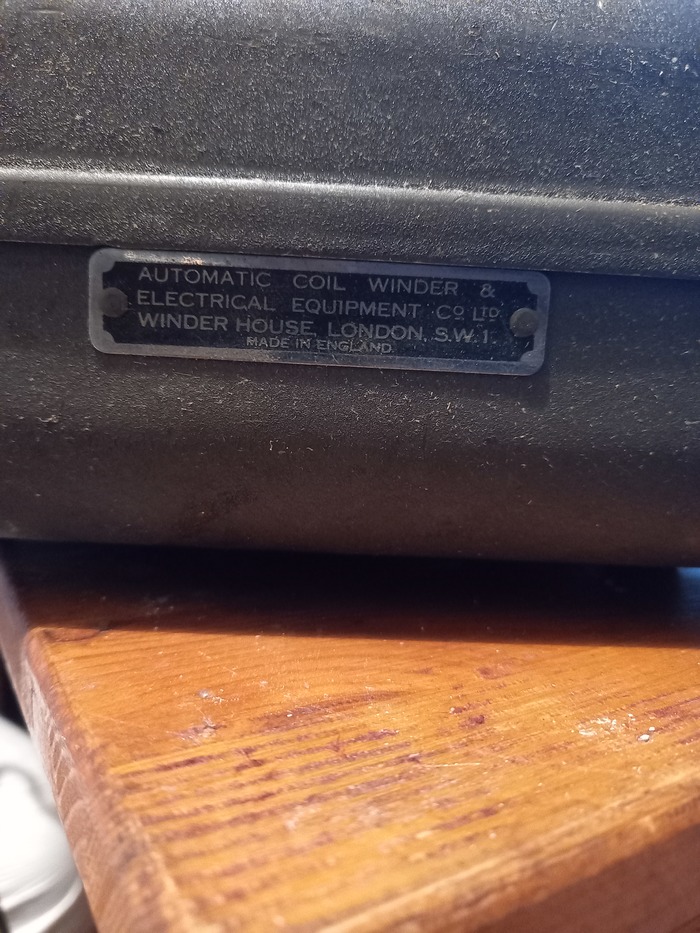 AUTOMATIC COIL WINDER &
ELECTRICAL EQUIPMENT Co LTD
WINDER HOUSE, LONDON, S.W.1
MADE IN ENGLAND